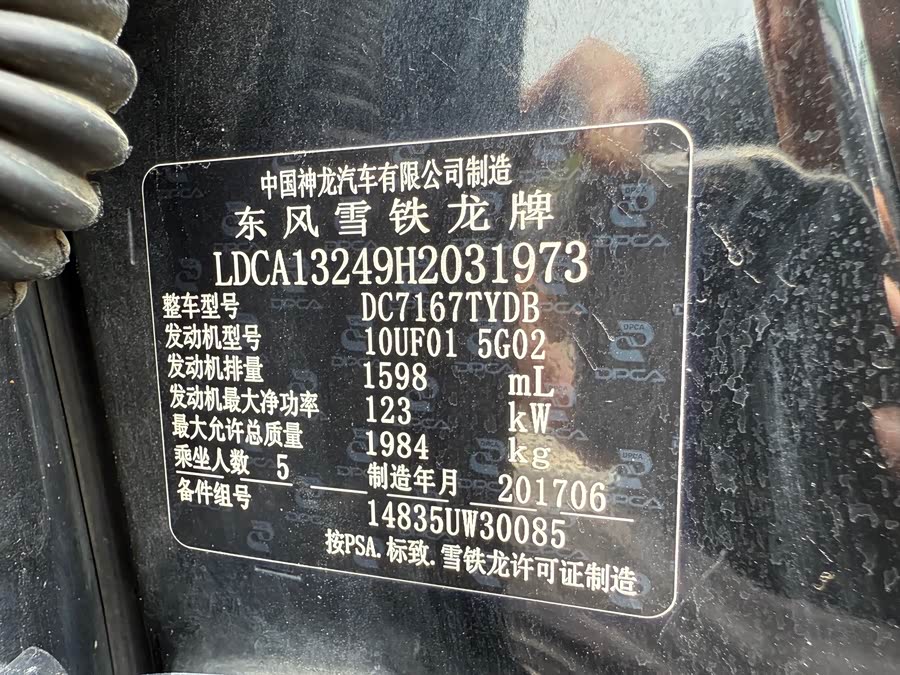 中国神龙汽车有限公司制造
东风雪铁龙牌
LDCA13249H2031973
整车型号 DC7167TYDB
发动机型号 10UF01 5G02
发动机排量 1598 mL
发动机最大净功率 123 kW
最大允许总质量 1984 kg
乘坐人数 5 制造年月 201706
备件组号 14835UW30085
按PSA.标致.雪铁龙许可证制造
DPCA
DPCA
DPCA
DPCA